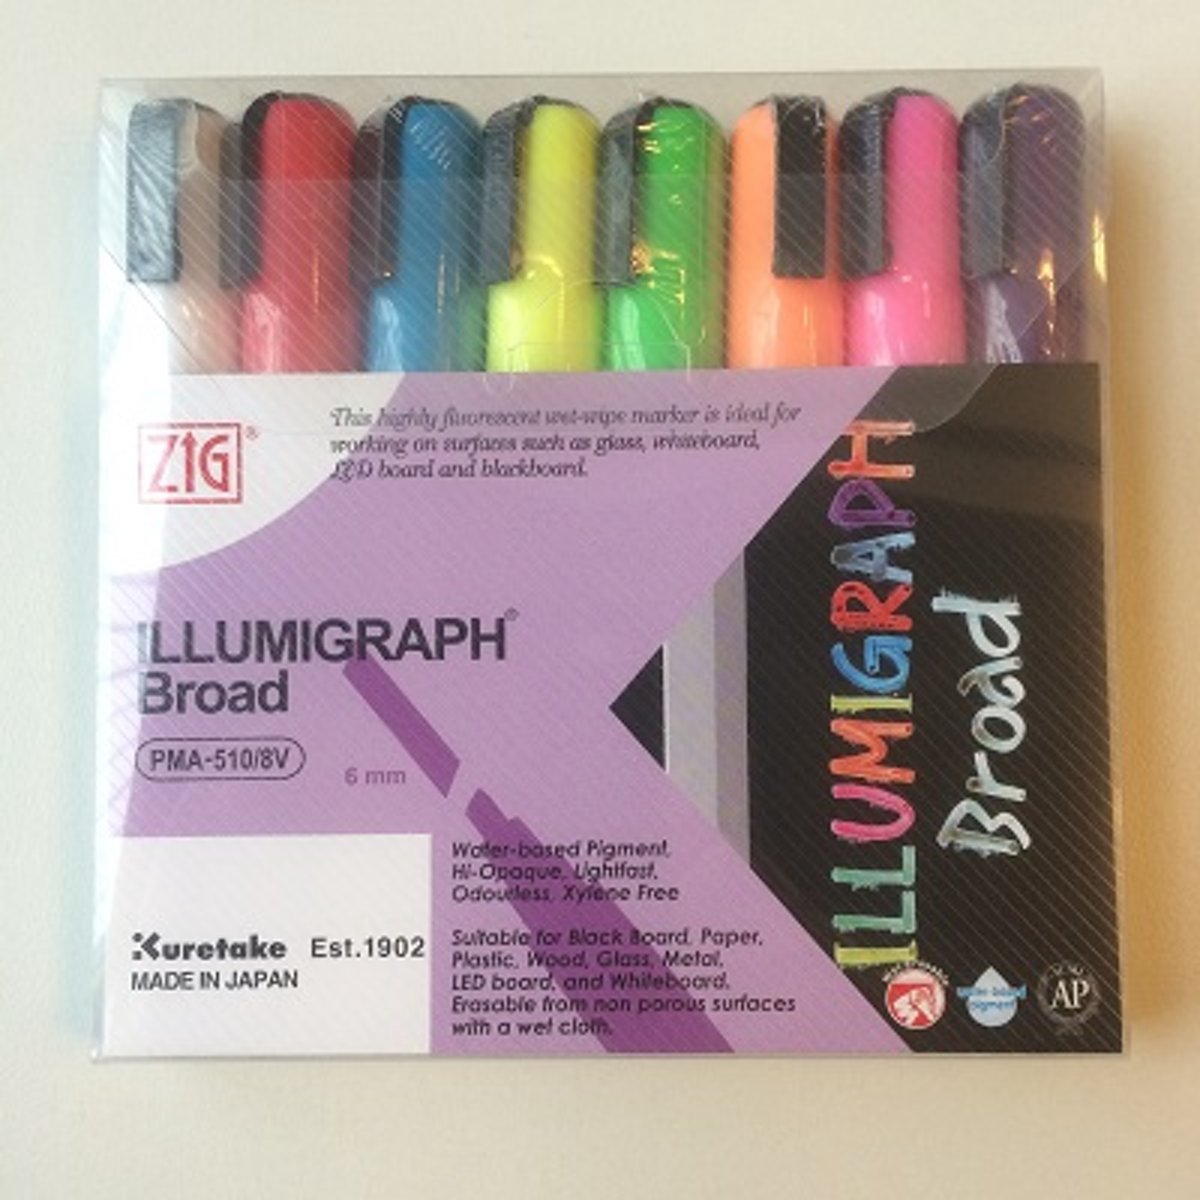 ZIG®
This highly fluorescent wet-wipe marker is ideal for
working on surfaces such as glass, whiteboard,
LED board and blackboard.
ILLUMIGRAPH®
Broad
PMA-510/8V
6 mm
Water-based Pigment,
Hi-Opaque, Lightfast,
Odourless, Xylene Free
Kuretake Est.1902
MADE IN JAPAN
Suitable for Black Board, Paper,
Plastic, Wood, Glass, Metal,
LED board, and Whiteboard.
Erasable from non porous surfaces
with a wet cloth.
ILLUMIGRAPH
Broad
water-based
pigment
AP